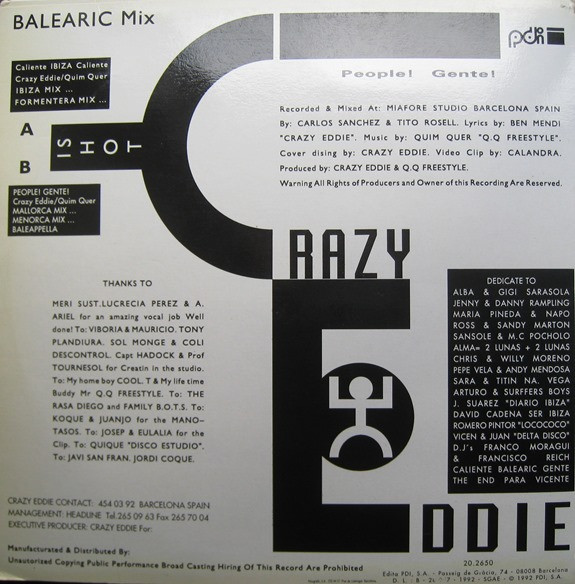 BALEARIC Mix
pdi
People! Gente!
Caliente IBIZA Caliente
Crazy Eddie/Quim Quer
IBIZA MIX ...
FORMENTERA MIX ...
A
IS HOT
B
PEOPLE! GENTE!
Crazy Eddie/Quim Quer
MALLORCA MIX ...
MENORCA MIX ...
BALEAPPELLA
Recorded & Mixed At: MIAFORE STUDIO BARCELONA SPAIN
By: CARLOS SANCHEZ & TITO ROSELL. Lyrics by: BEN MENDI
"CRAZY EDDIE". Music by: QUIM QUER "Q.Q FREESTYLE".
Cover dising by: CRAZY EDDIE. Video Clip by: CALANDRA.
Produced by: CRAZY EDDIE & Q.Q FREESTYLE.
Warning All Rights of Producers and Owner of this Recording Are Reserved.
CRAZY
EDDIE
THANKS TO
MERI SUST.LUCRECIA PEREZ & A.
ARIEL for an amazing vocal job Well
done! To: VIBORIA & MAURICIO. TONY
PLANDIURA. SOL MONGE & COLI
DESCONTROL. Capt HADOCK & Prof
TOURNESOL for Creatin in the studio.
To: My home boy COOL. T & My life time
Buddy Mr Q.Q FREESTYLE. To: THE
RASA DIEGO and FAMILY B.O.T.S. To:
KOQUE & JUANJO for the MANO-
TASOS. To: JOSEP & EULALIA for the
Clip. To: QUIQUE "DISCO ESTUDIO".
To: JAVI SAN FRAN. JORDI COQUE.
DEDICATE TO
ALBA & GIGI SARASOLA
JENNY & DANNY RAMPLING
MARIA PINEDA & NAPO
ROSS & SANDY MARTON
SANSOLE & M.C POCHOLO
ALMA= 2 LUNAS + 2 LUNAS
CHRIS & WILLY MORENO
PEPE VELA & ANDY MENDOSA
SARA & TITIN NA. VEGA
ARTURO & SURFFERS BOYS
J. SUAREZ "DIARIO IBIZA"
DAVID CADENA SER IBIZA
ROMERO PINTOR "LOCOCOCO"
VICEN & JUAN "DELTA DISCO"
D.J's FRANCO MORAGUI
& FRANCISCO REICH
CALIENTE BALEARIC GENTE
THE END PARA VICENTE
CRAZY EDDIE CONTACT: 454 03 92 BARCELONA SPAIN
MANAGEMENT: HEADLINE Tel.265 09 63 Fax 265 70 04
EXECUTIVE PRODUCER: CRAZY EDDIE For:
Manufacturated & Distributed By:
Unautorized Copying Public Performance Broad Casting Hiring Of This Record Are Prohibited
20.2650
Edita PDI, S.A. - Passeig de Gràcia, 74 - 08008 Barcelona